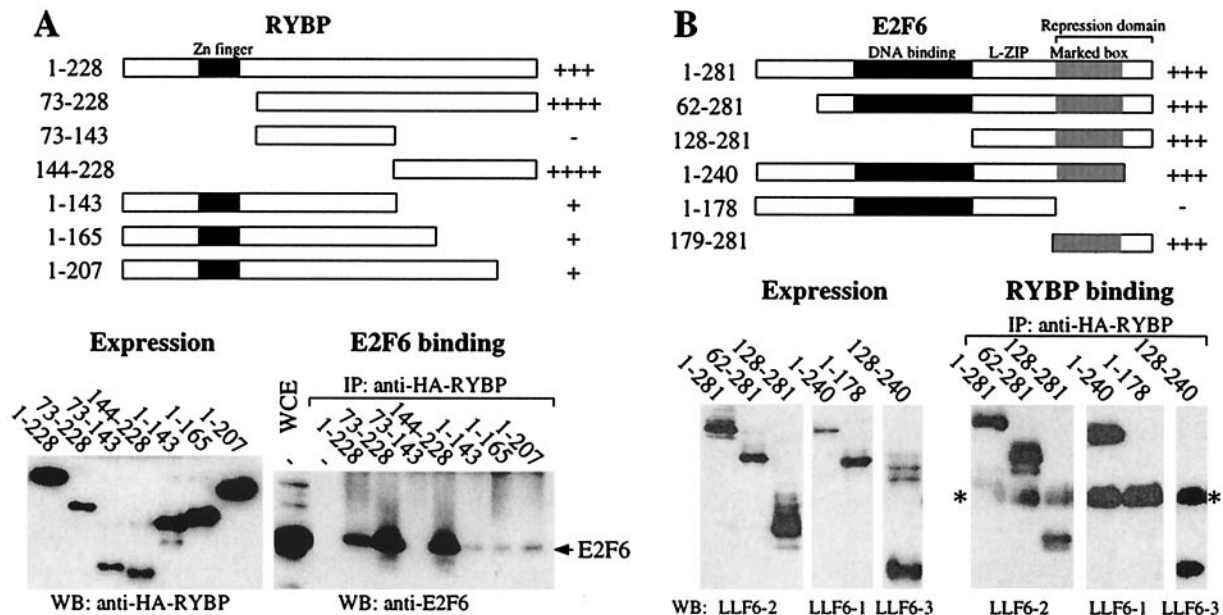 A
RYBP
Zn finger
1-228 +++
73-228 ++++
73-143 -
144-228 ++++
1-143 +
1-165 +
1-207 +
Expression
1-228
73-228
73-143
144-228
1-143
1-165
1-207
WB: anti-HA-RYBP
E2F6 binding
IP: anti-HA-RYBP
WCE
-
-
1-228
73-228
73-143
144-228
1-143
1-165
1-207
E2F6
WB: anti-E2F6
B
E2F6
Repression domain
DNA binding L-ZIP Marked box
1-281 +++
62-281 +++
128-281 +++
1-240 +++
1-178 -
179-281 +++
Expression
1-281
62-281
128-281
1-240
1-178
128-240
RYBP binding
IP: anti-HA-RYBP
1-281
62-281
128-281
1-240
1-178
128-240
* *
WB: LLF6-2 LLF6-1 LLF6-3 LLF6-2 LLF6-1 LLF6-3